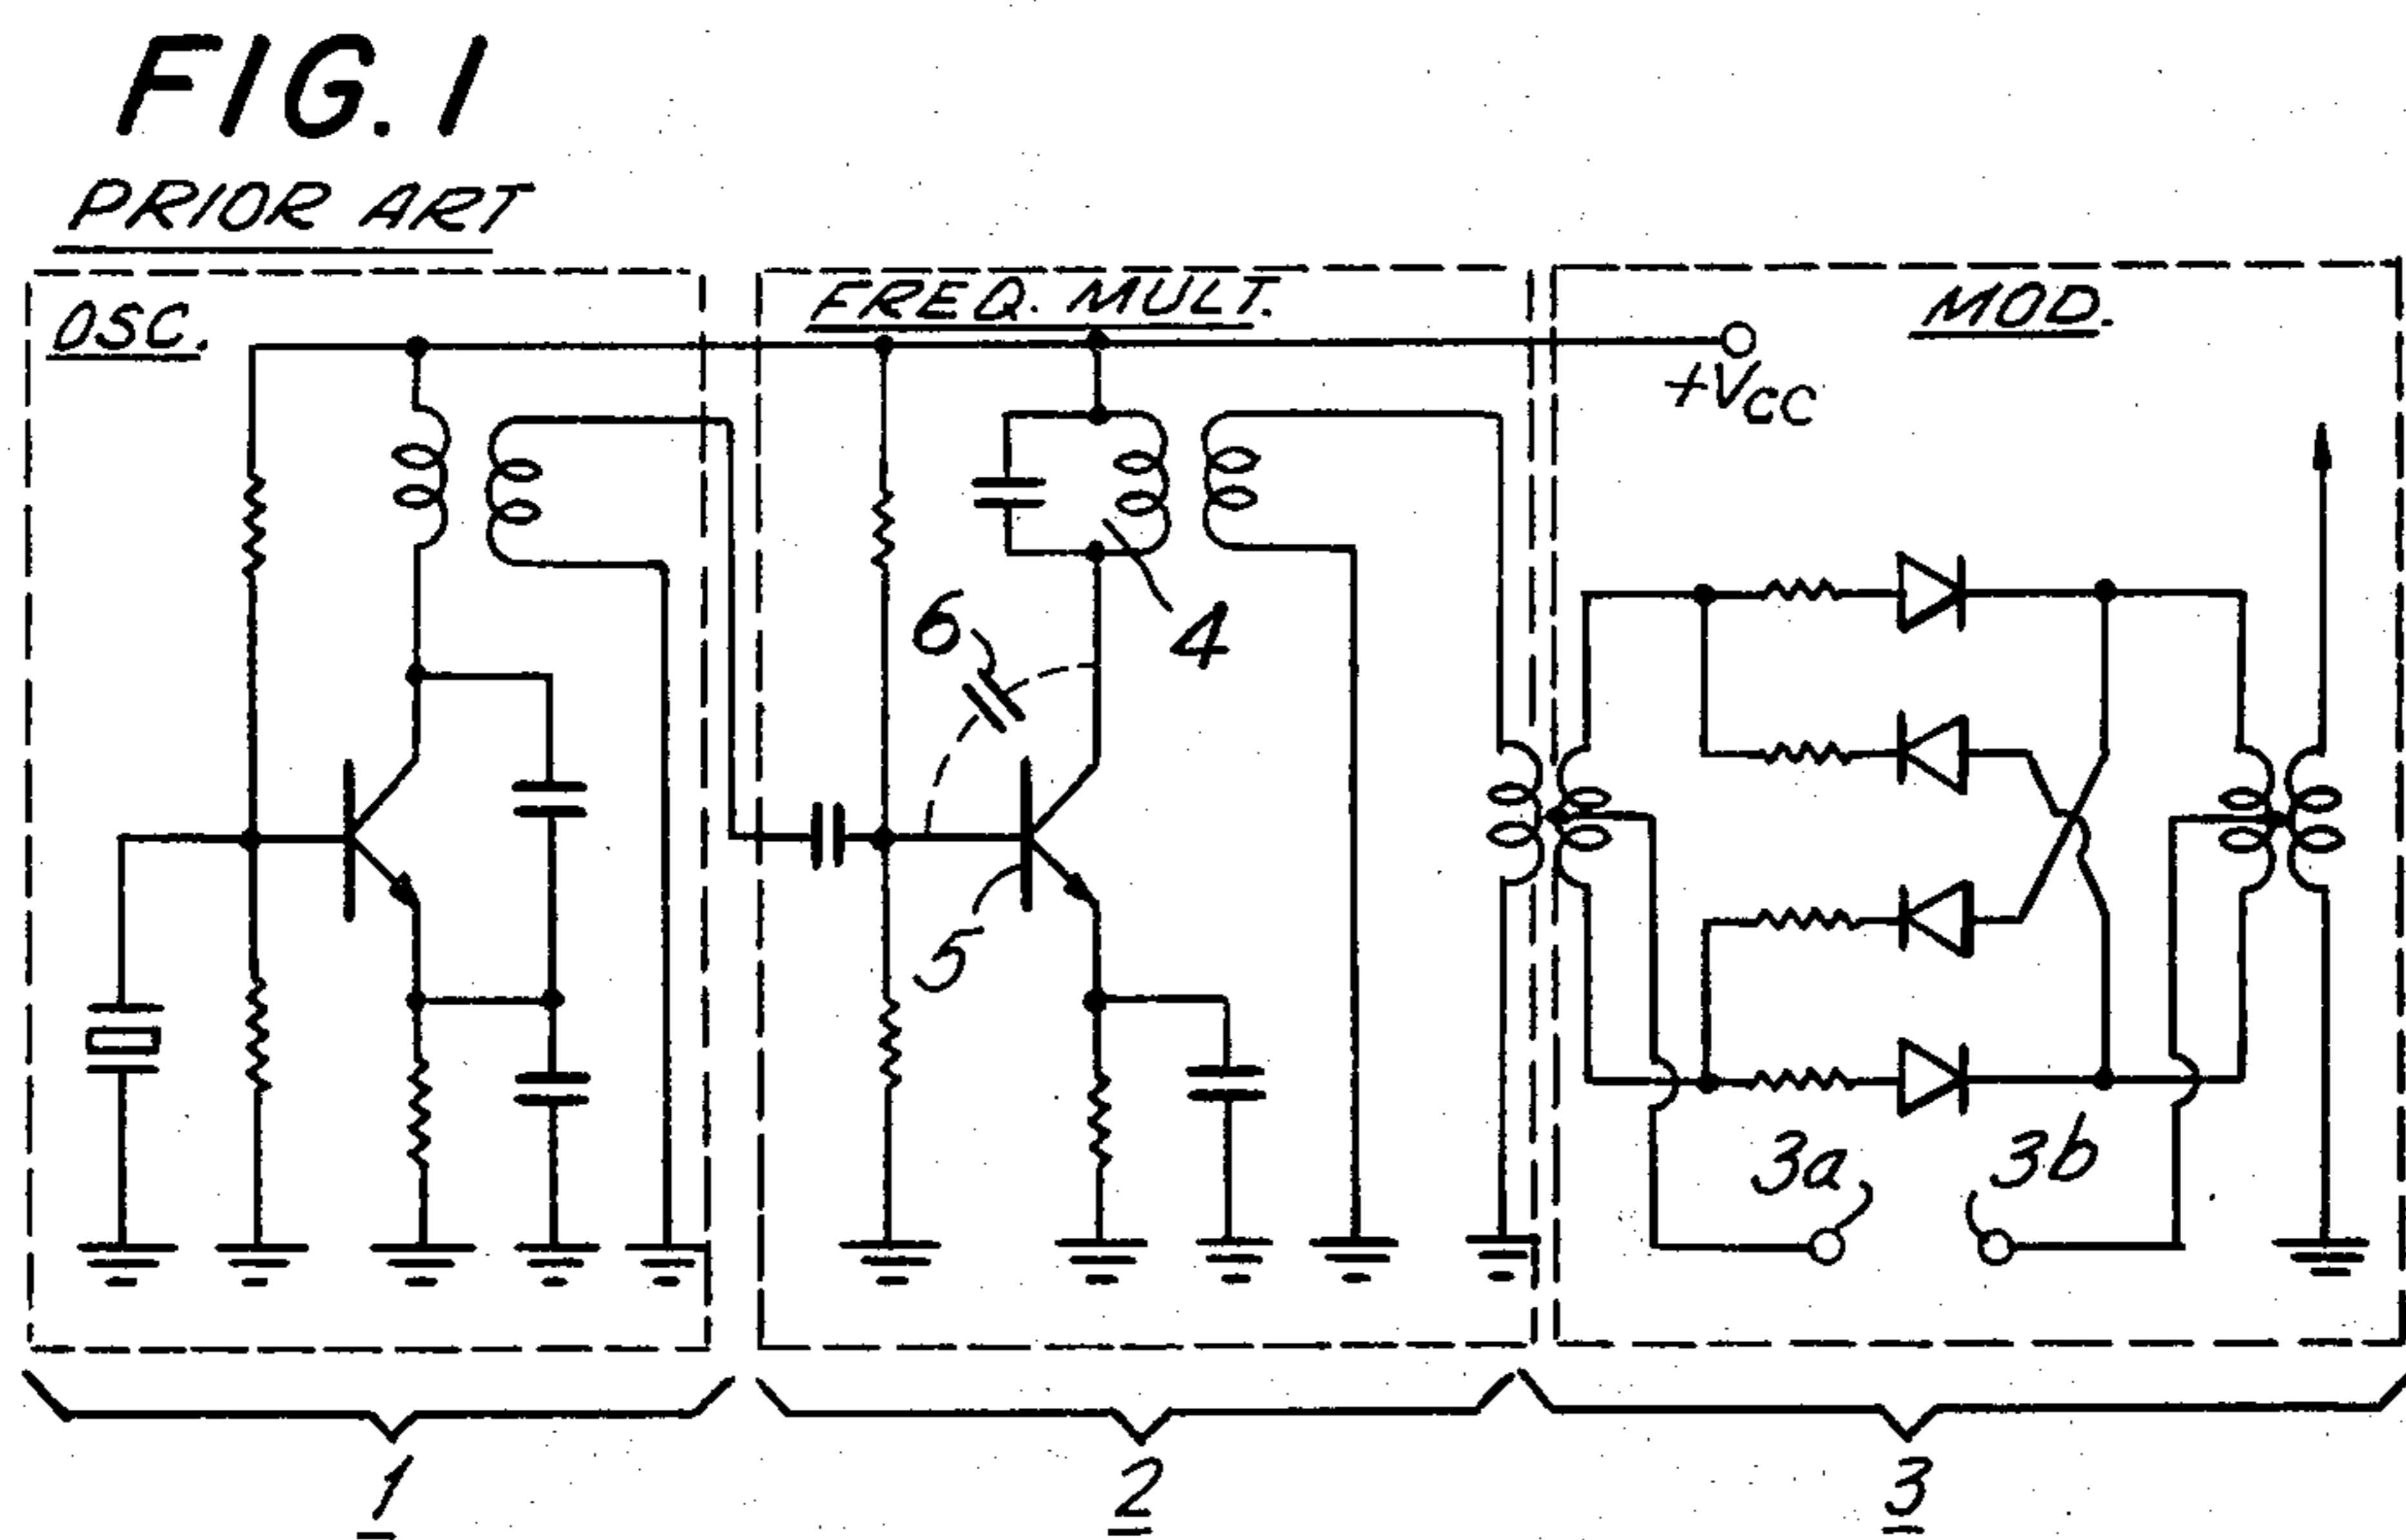 FIG. 1
PRIOR ART
OSC.
FREQ. MULT.
MOD.
+VCC
6
4
5
3a
3b
1
2
3